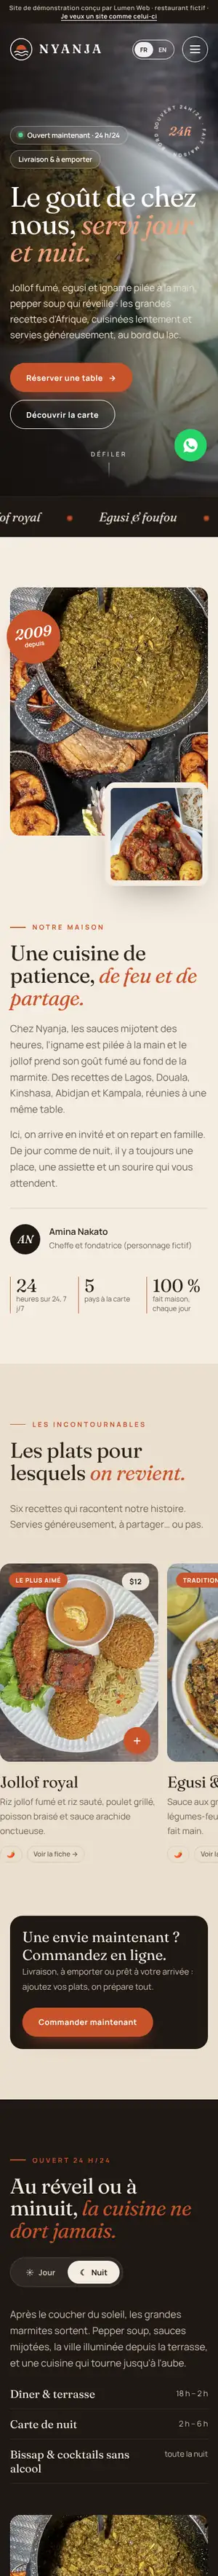 Site de démonstration conçu par Lumen Web · restaurant fictif ·
Je veux un site comme celui-ci
NYANJA
FR EN
Ouvert maintenant · 24 h/24
24h
Livraison & à emporter
Le goût de chez
nous, servi jour
et nuit.
Jollof fumé, egusi et igname pilée à la main,
pepper soup qui réveille : les grandes
recettes d'Afrique, cuisinées lentement et
servies généreusement, au bord du lac.
Réserver une table →
Découvrir la carte
DÉFILER
lof royal
Egusi & foufou
2009
depuis
NOTRE MAISON
Une cuisine de
patience, de feu et de
partage.
Chez Nyanja, les sauces mijotent des
heures, l'igname est pilée à la main et le
jollof prend son goût fumé au fond de la
marmite. Des recettes de Lagos, Douala,
Kinshasa, Abidjan et Kampala, réunies à une
même table.
Ici, on arrive en invité et on repart en famille.
De jour comme de nuit, il y a toujours une
place, une assiette et un sourire qui vous
attendent.
AN
Amina Nakato
Cheffe et fondatrice (personnage fictif)
24
heures sur 24, 7
j/7
5
pays à la carte
100 %
fait maison,
chaque jour
LES INCONTOURNABLES
Les plats pour
lesquels on revient.
Six recettes qui racontent notre histoire.
Servies généreusement, à partager… ou pas.
LE PLUS AIMÉ
$12
TRADITION
+
Jollof royal
Riz jollof fumé et riz sauté, poulet grillé,
poisson braisé et sauce arachide
onctueuse.
Voir la fiche →
Egusi &
Sauce aux gr
légumes-feu
fait main.
Voir l
Une envie maintenant ?
Commandez en ligne.
Livraison, à emporter ou prêt à votre arrivée :
ajoutez vos plats, on prépare tout.
Commander maintenant
OUVERT 24 H/24
Au réveil ou à
minuit, la cuisine ne
dort jamais.
Jour
Nuit
Après le coucher du soleil, les grandes
marmites sortent. Pepper soup, sauces
mijotées, la ville illuminée depuis la terrasse,
et une cuisine qui tourne jusqu'à l'aube.
Dîner & terrasse
18 h – 2 h
Carte de nuit
2 h – 6 h
Bissap & cocktails sans
alcool
toute la nuit